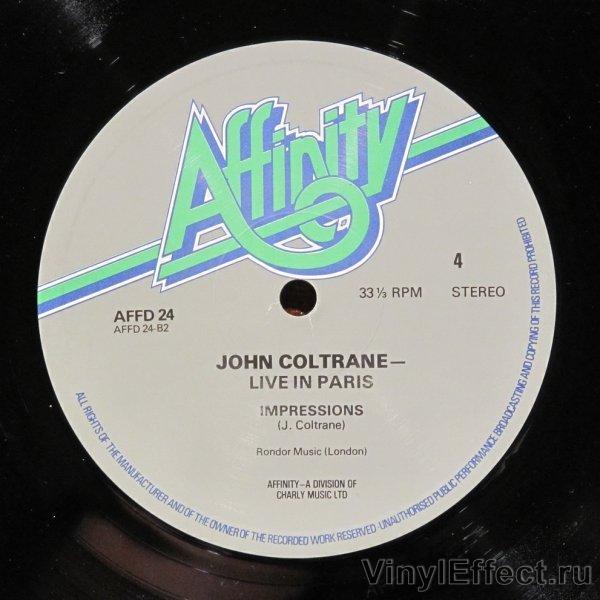 Affinity
4
33 ⅓ RPM STEREO
AFFD 24
AFFD 24-B2
JOHN COLTRANE—
LIVE IN PARIS
IMPRESSIONS
(J. Coltrane)
Rondor Music (London)
AFFINITY—A DIVISION OF
CHARLY MUSIC LTD
ALL RIGHTS OF THE MANUFACTURER AND OF THE OWNER OF THE RECORDED WORK RESERVED - UNAUTHORISED PUBLIC PERFORMANCE BROADCASTING AND COPYING OF THIS RECORD PROHIBITED
VinylEffect.ru